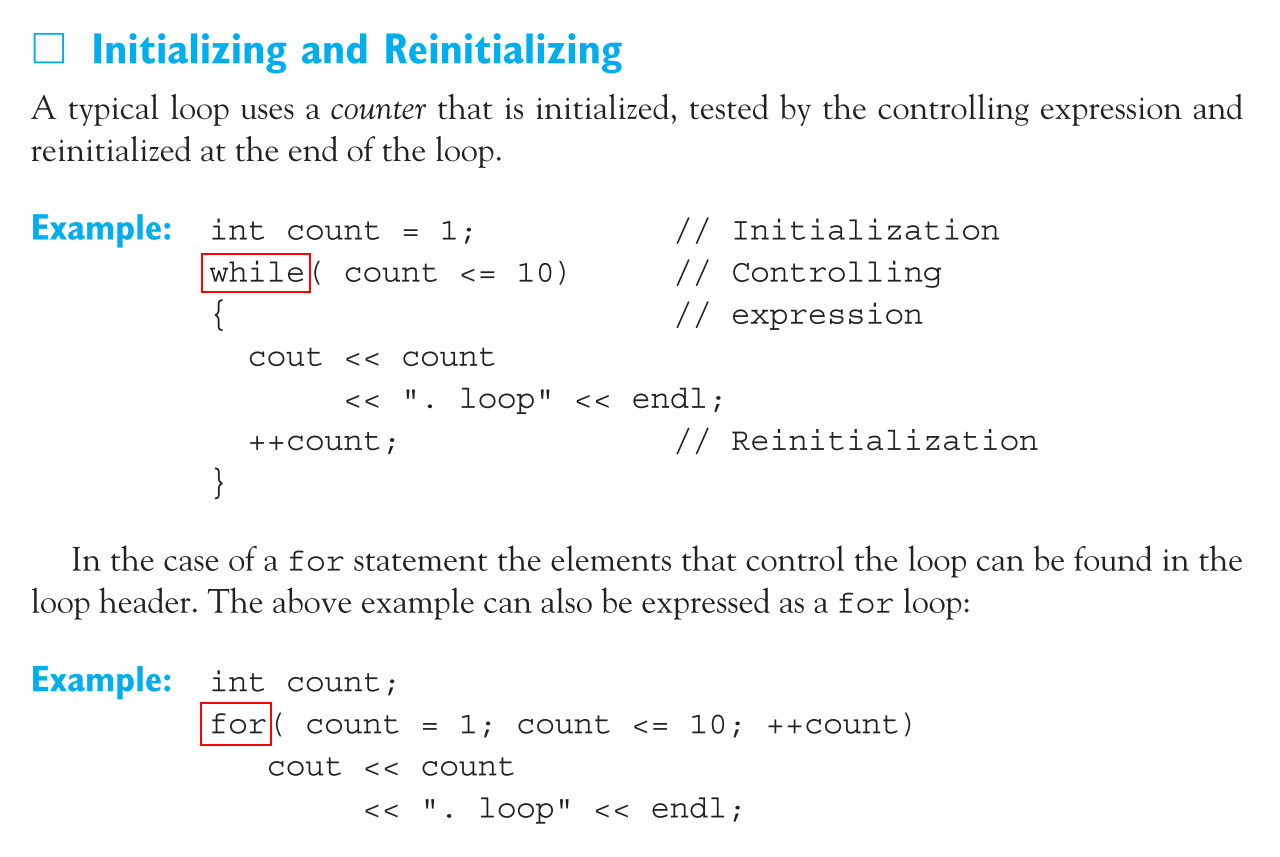 Initializing and Reinitializing
A typical loop uses a counter that is initialized, tested by the controlling expression and
reinitialized at the end of the loop.
Example: int count = 1; // Initialization
while( count <= 10) // Controlling
{ // expression
cout << count
<< ". loop" << endl;
++count; // Reinitialization
}
In the case of a for statement the elements that control the loop can be found in the
loop header. The above example can also be expressed as a for loop:
Example: int count;
for( count = 1; count <= 10; ++count)
cout << count
<< ". loop" << endl;